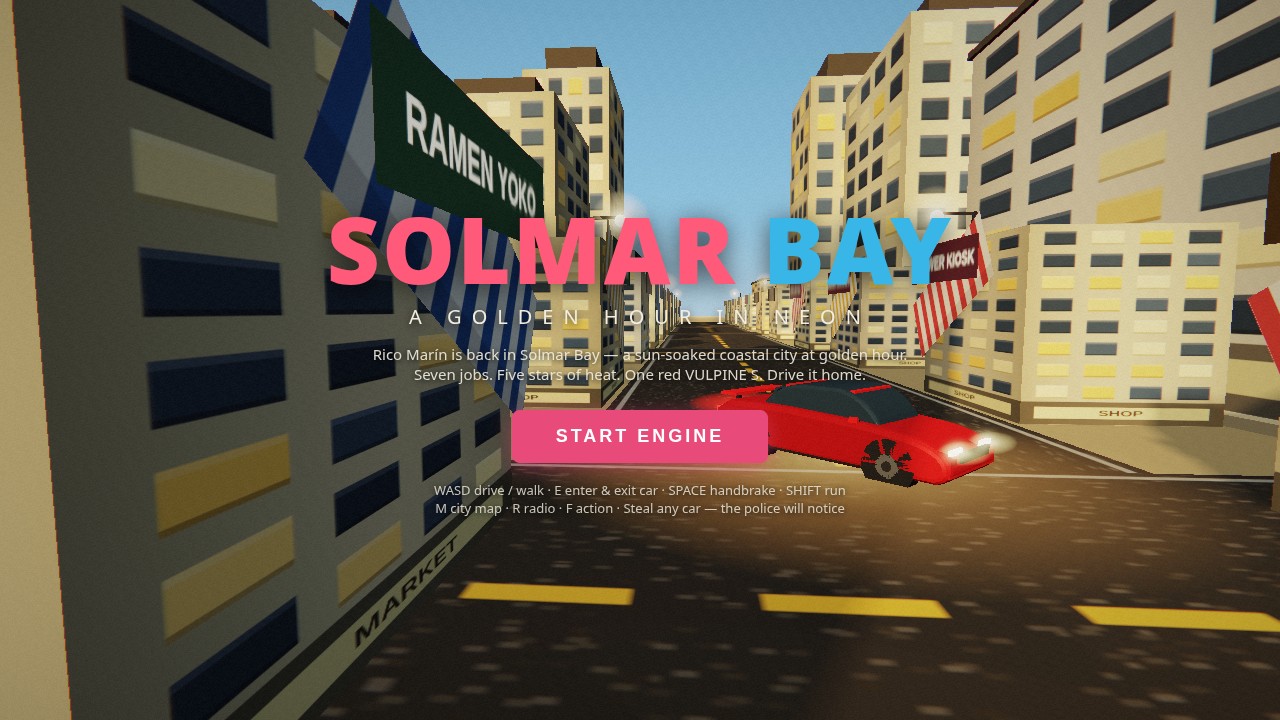 RAMEN YOKO
SOLMAR BAY
VER KIOSK
A GOLDEN HOUR IN NEON
Rico Marín is back in Solmar Bay — a sun-soaked coastal city at golden hour.
Seven jobs. Five stars of heat. One red VULPINE S. Drive it home.
SHOP
SHOP
START ENGINE
WASD drive / walk · E enter & exit car · SPACE handbrake · SHIFT run
M city map · R radio · F action · Steal any car — the police will notice
MARKET